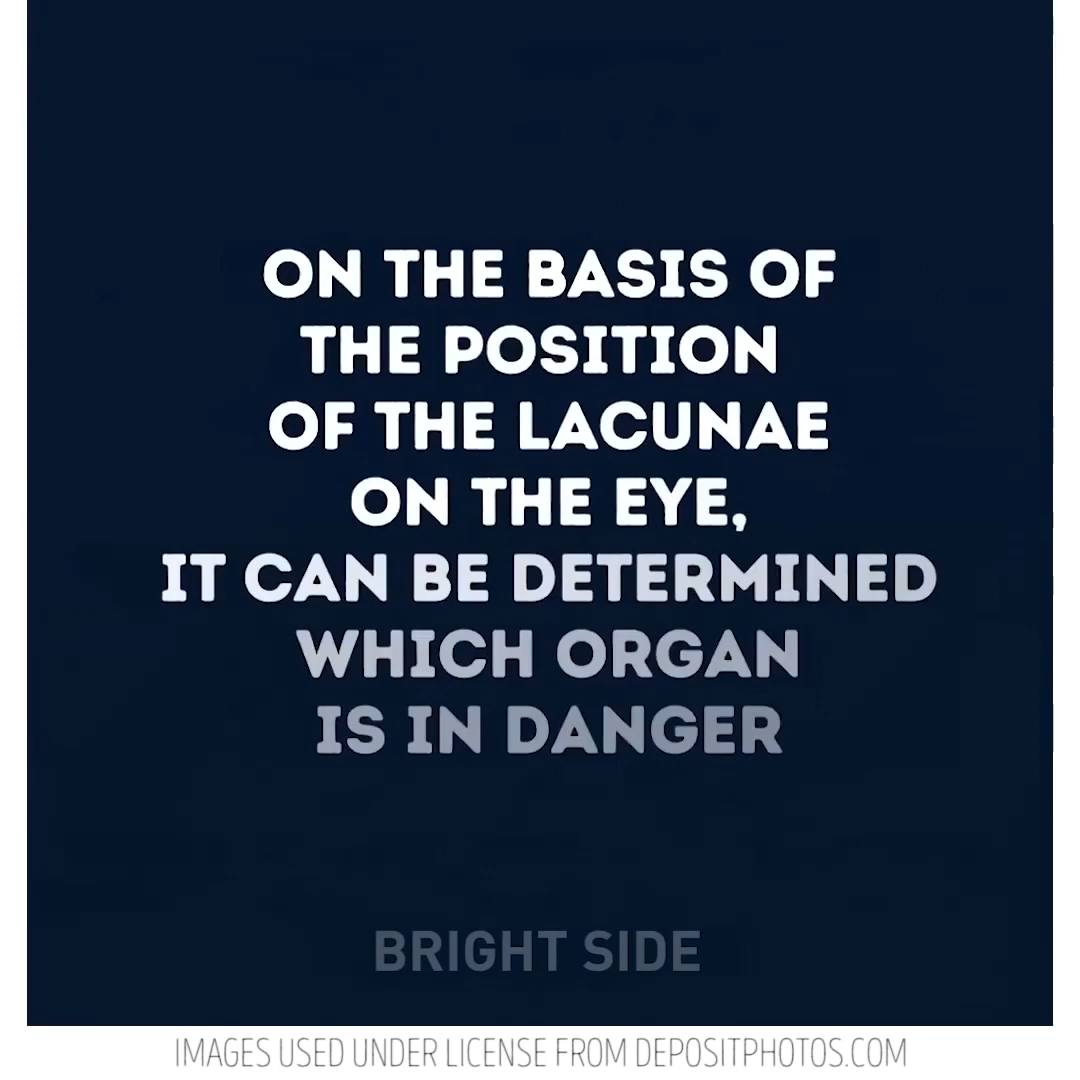 ON THE BASIS OF
THE POSITION
OF THE LACUNAE
ON THE EYE,
IT CAN BE DETERMINED
WHICH ORGAN
IS IN DANGER
BRIGHT SIDE
IMAGES USED UNDER LICENSE FROM DEPOSITPHOTOS.COM